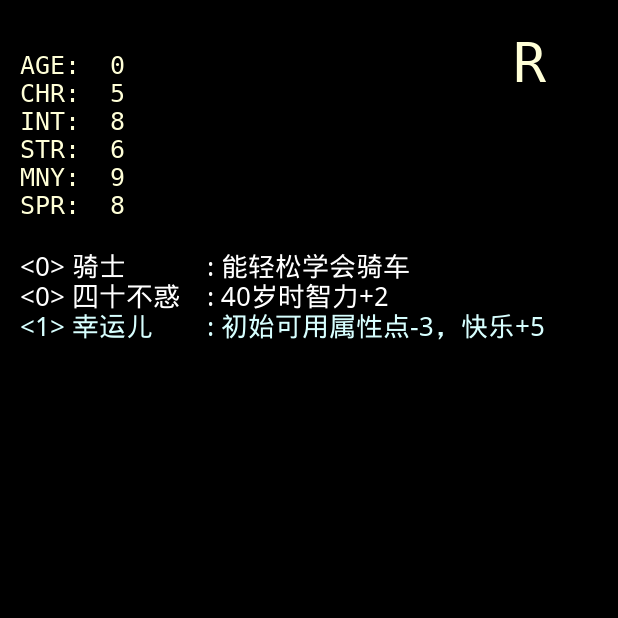 R
AGE: 0
CHR: 5
INT: 8
STR: 6
MNY: 9
SPR: 8
<0> 骑士 : 能轻松学会骑车
<0> 四十不惑 : 40岁时智力+2
<1> 幸运儿 : 初始可用属性点-3，快乐+5